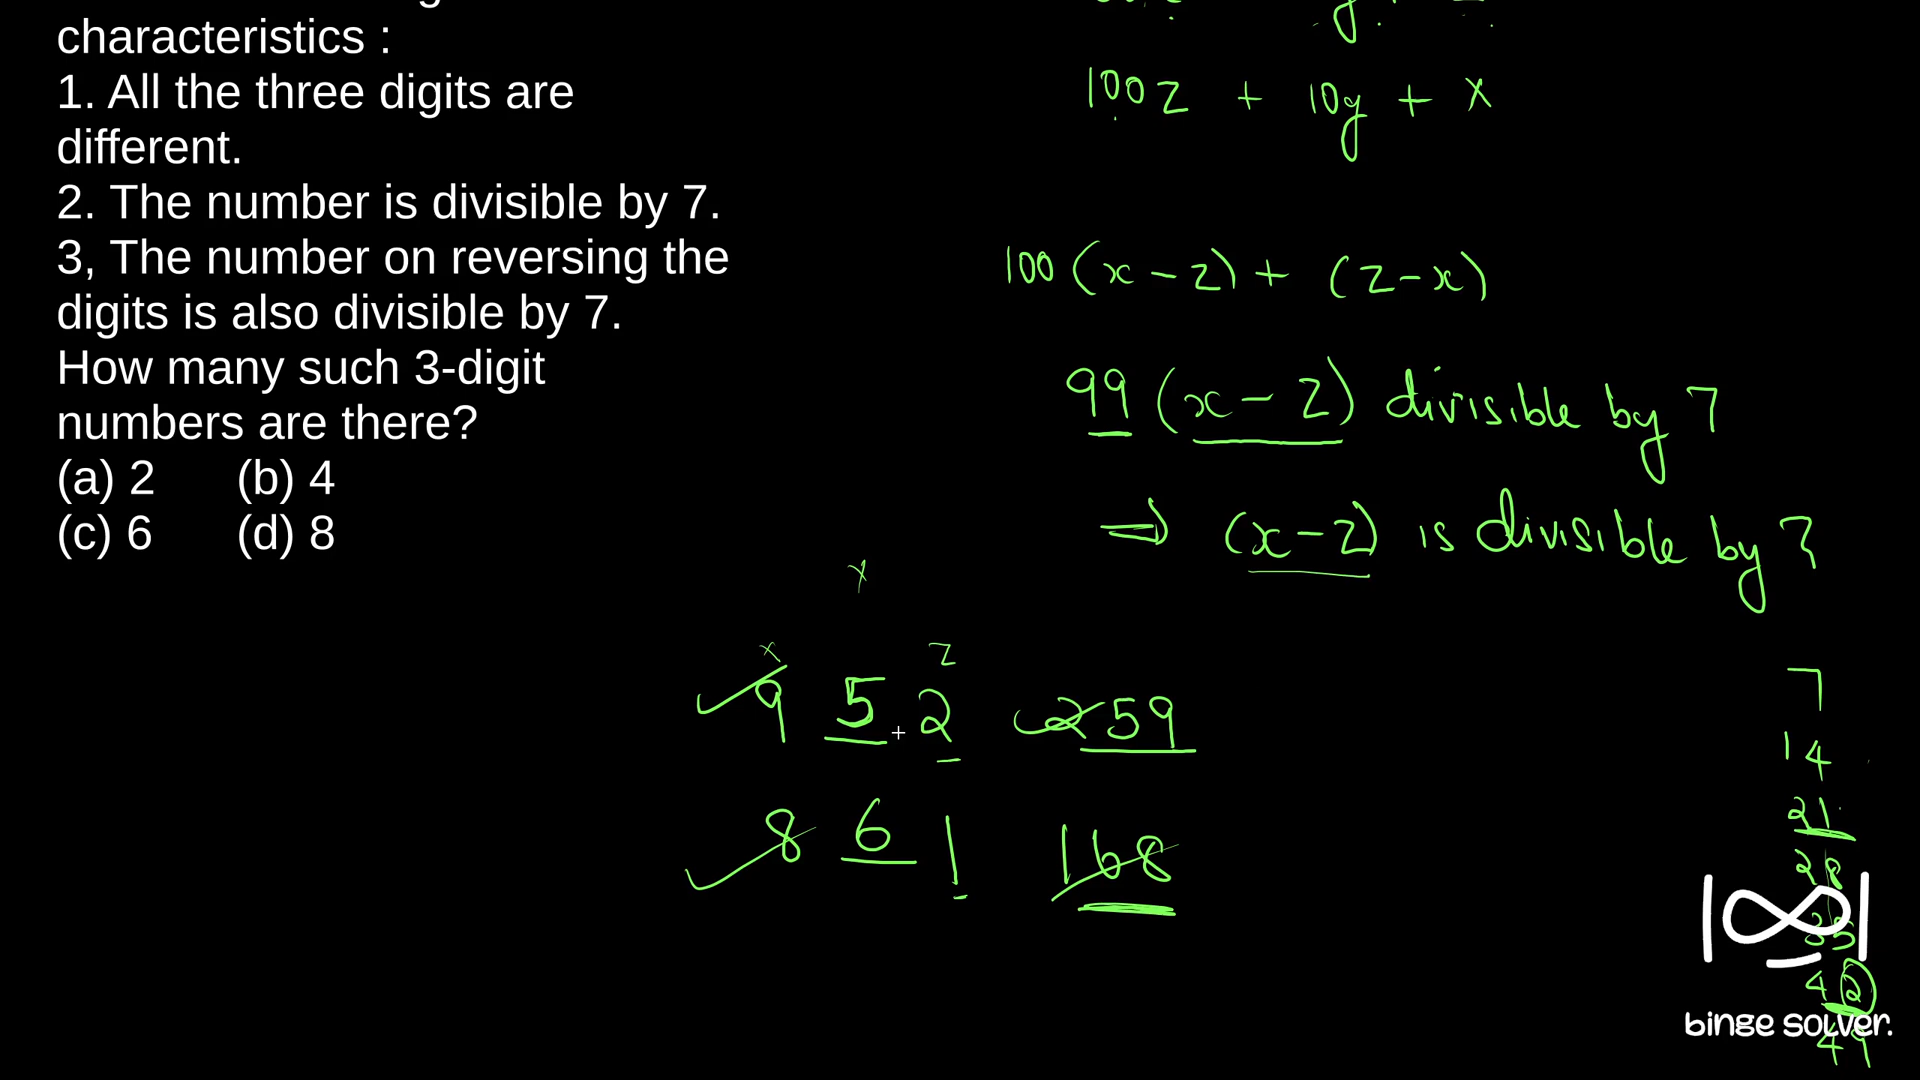 characteristics :
1. All the three digits are
different.
2. The number is divisible by 7.
3, The number on reversing the
digits is also divisible by 7.
How many such 3-digit
numbers are there?
(a) 2 (b) 4
(c) 6 (d) 8
100z + 10y + x
100 (x - z) + (z - x)
99 (x - z) divisible by 7
⇒ (x - z) is divisible by 7
x
x z
9 5 2 259
8 6 1 168
7
14
21
28
35
42
49
binge solver.